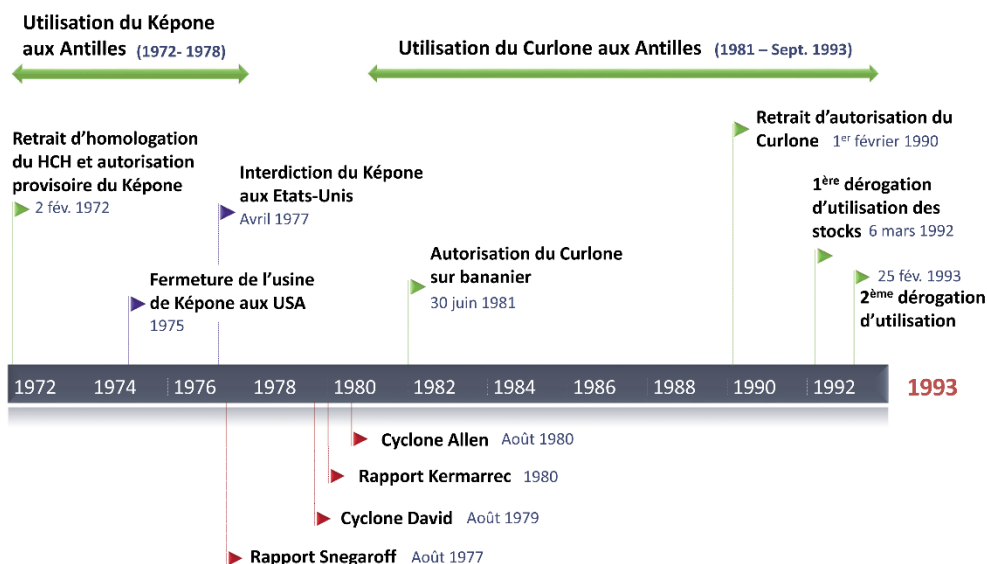 Utilisation du Képone
aux Antilles (1972- 1978)
Utilisation du Curlone aux Antilles (1981 – Sept. 1993)
Retrait d'homologation
du HCH et autorisation
provisoire du Képone
2 fév. 1972
Fermeture de l'usine
de Képone aux USA
1975
Interdiction du Képone
aux Etats-Unis
Avril 1977
Autorisation du Curlone
sur bananier
30 juin 1981
Retrait d'autorisation du
Curlone 1er février 1990
1ère dérogation
d'utilisation des
stocks 6 mars 1992
25 fév. 1993
2ème dérogation
d'utilisation
1972 1974 1976 1978 1980 1982 1984 1986 1988 1990 1992 1993
Cyclone Allen Août 1980
Rapport Kermarrec 1980
Cyclone David Août 1979
Rapport Snegaroff Août 1977